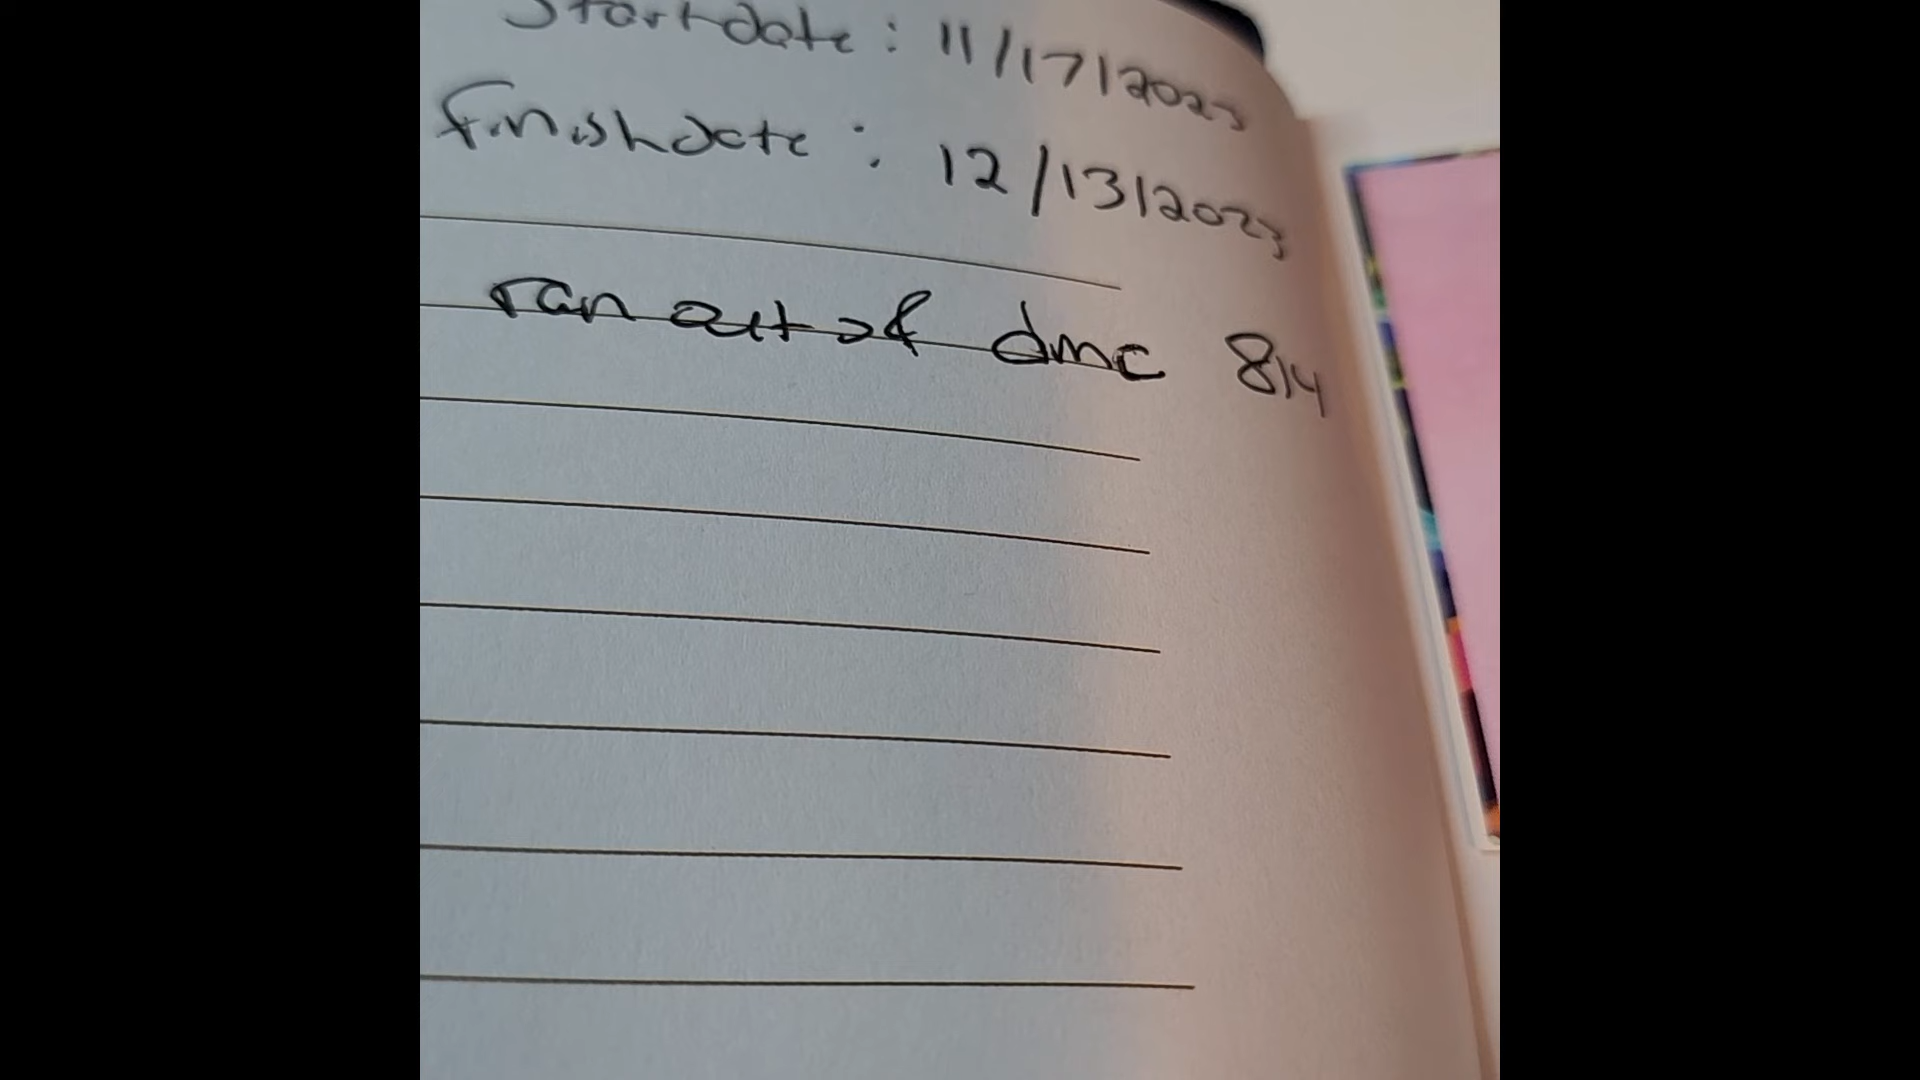 Startdate: 11/17/2023
finishdate: 12/13/2023
ran out of dmc 814